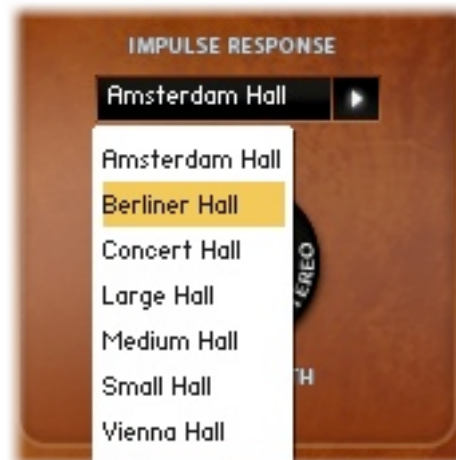 IMPULSE RESPONSE
Amsterdam Hall
Amsterdam Hall
Berliner Hall
Concert Hall
Large Hall
Medium Hall
Small Hall
Vienna Hall